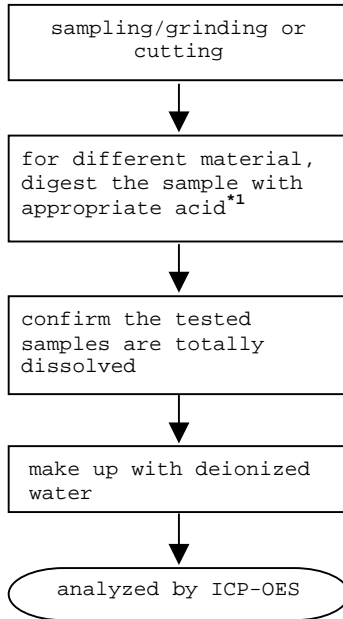 sampling/grinding or
cutting
for different material,
digest the sample with
appropriate acid*1
confirm the tested
samples are totally
dissolved
make up with deionized
water
analyzed by ICP-OES